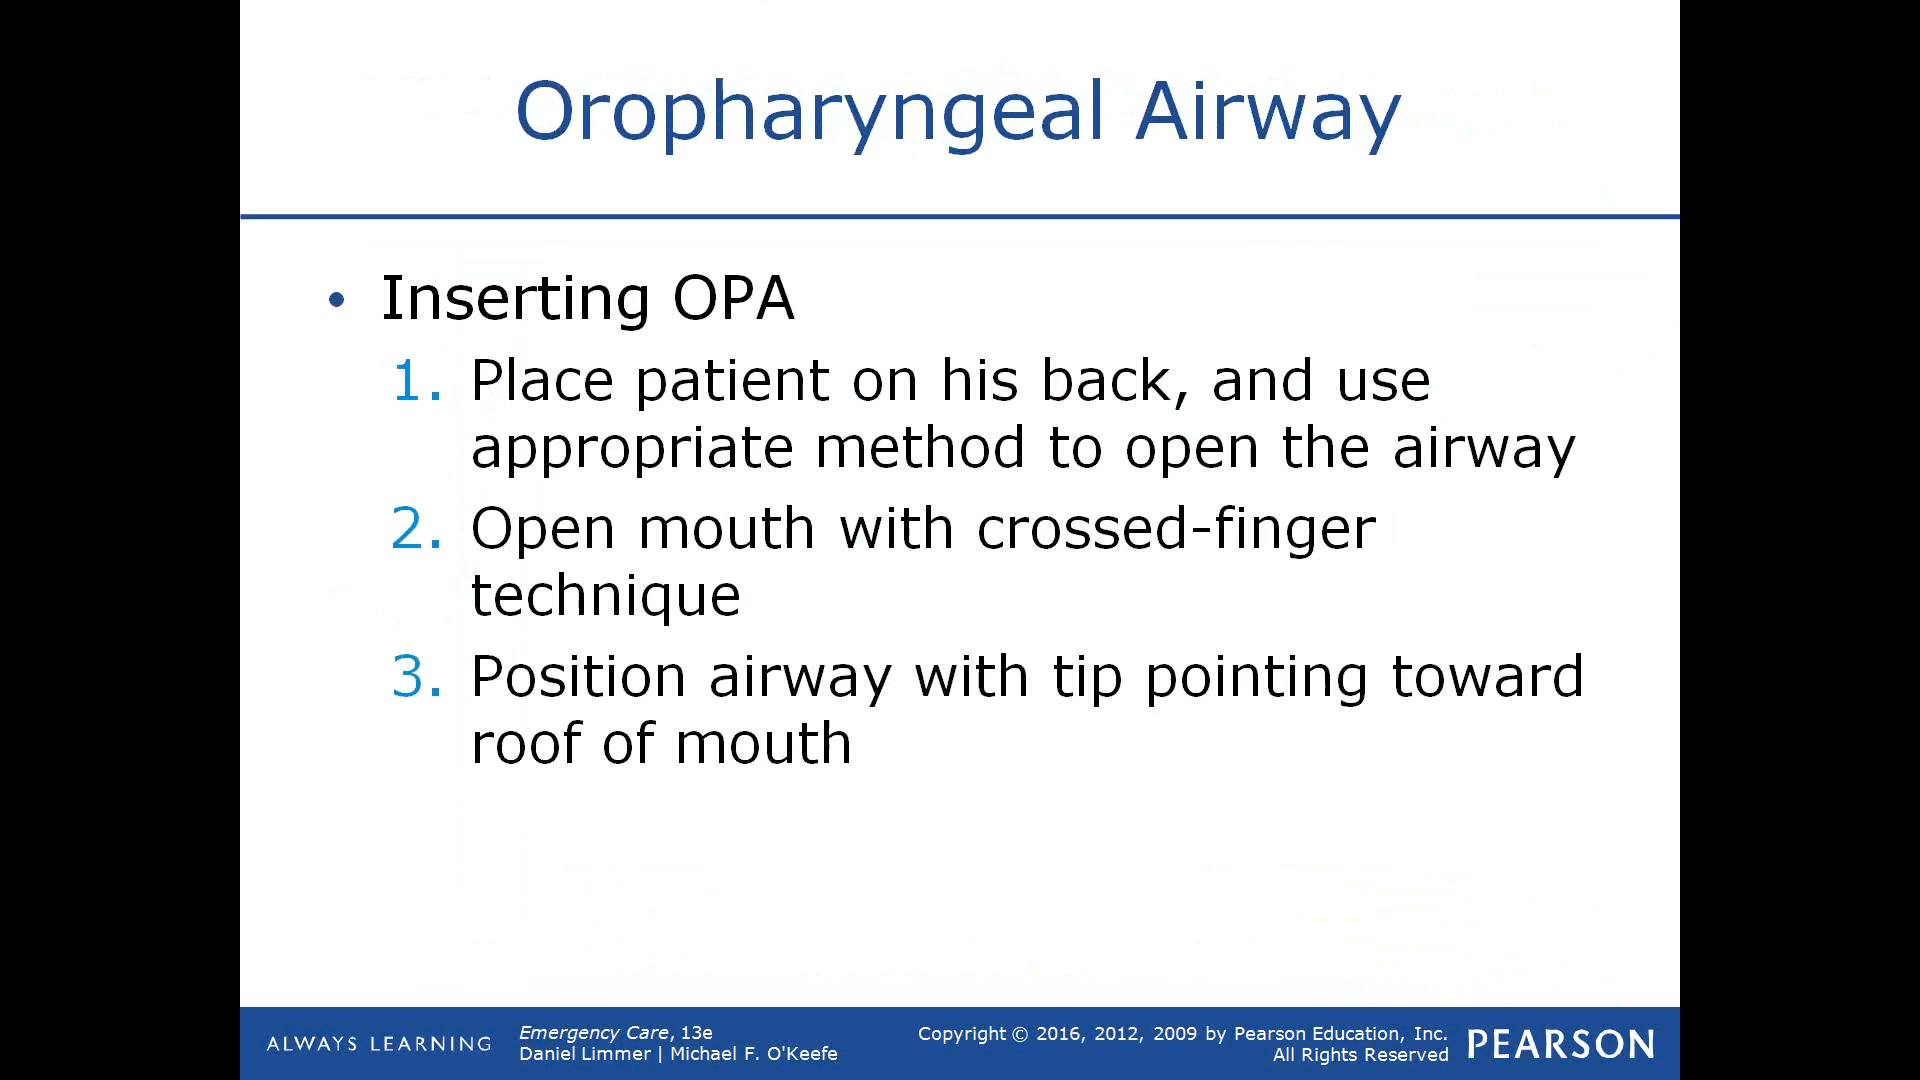 Oropharyngeal Airway
• Inserting OPA
1. Place patient on his back, and use
appropriate method to open the airway
2. Open mouth with crossed-finger
technique
3. Position airway with tip pointing toward
roof of mouth
ALWAYS LEARNING
Emergency Care, 13e
Daniel Limmer | Michael F. O'Keefe
Copyright © 2016, 2012, 2009 by Pearson Education, Inc.
All Rights Reserved
PEARSON